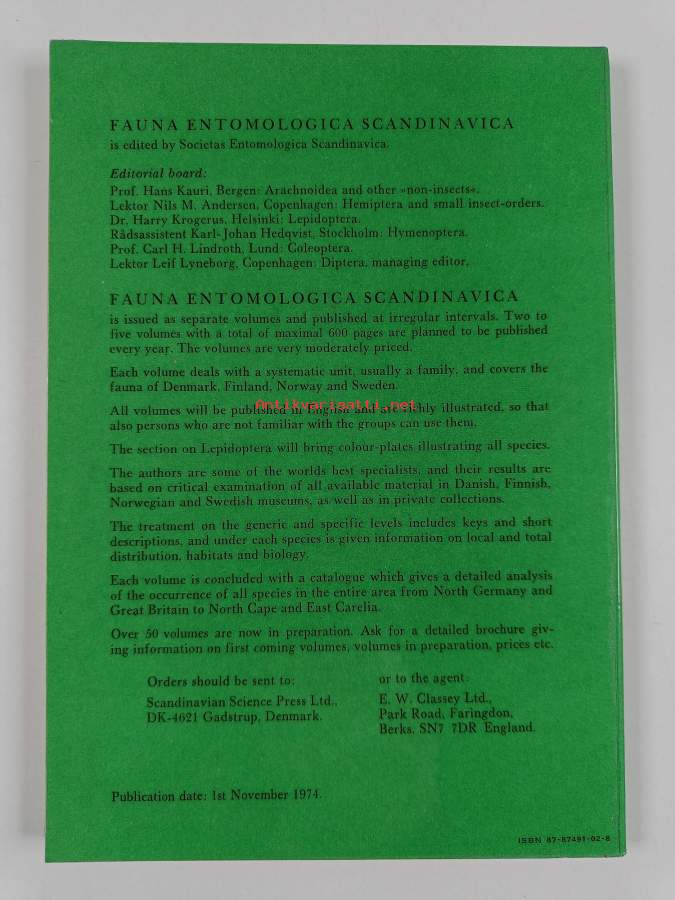 FAUNA ENTOMOLOGICA SCANDINAVICA
is edited by Societas Entomologica Scandinavica.
Editorial board:
Prof. Hans Kauri, Bergen: Arachnoidea and other »non-insects«.
Lektor Nils M. Andersen, Copenhagen: Hemiptera and small insect-orders.
Dr. Harry Krogerus, Helsinki: Lepidoptera.
Rådsassistent Karl-Johan Hedqvist, Stockholm: Hymenoptera.
Prof. Carl H. Lindroth, Lund: Coleoptera.
Lektor Leif Lyneborg, Copenhagen: Diptera, managing editor.
FAUNA ENTOMOLOGICA SCANDINAVICA
is issued as separate volumes and published at irregular intervals. Two to
five volumes with a total of maximal 600 pages are planned to be published
every year. The volumes are very moderately priced.
Each volume deals with a systematic unit, usually a family, and covers the
fauna of Denmark, Finland, Norway and Sweden.
All volumes will be published in English and are richly illustrated, so that
Antikvariaatti.net
also persons who are not familiar with the groups can use them.
The section on Lepidoptera will bring colour-plates illustrating all species.
The authors are some of the worlds best specialists, and their results are
based on critical examination of all available material in Danish, Finnish,
Norwegian and Swedish museums, as well as in private collections.
The treatment on the generic and specific levels includes keys and short
descriptions, and under each species is given information on local and total
distribution, habitats and biology.
Each volume is concluded with a catalogue which gives a detailed analysis
of the occurrence of all species in the entire area from North Germany and
Great Britain to North Cape and East Carelia.
Over 50 volumes are now in preparation. Ask for a detailed brochure giv-
ing information on first coming volumes, volumes in preparation, prices etc.
Orders should be sent to:
Scandinavian Science Press Ltd.,
DK-4621 Gadstrup, Denmark.
or to the agent:
E. W. Classey Ltd.,
Park Road, Faringdon,
Berks. SN7 7DR England.
Publication date: 1st November 1974.
ISBN 87-87491-02-8